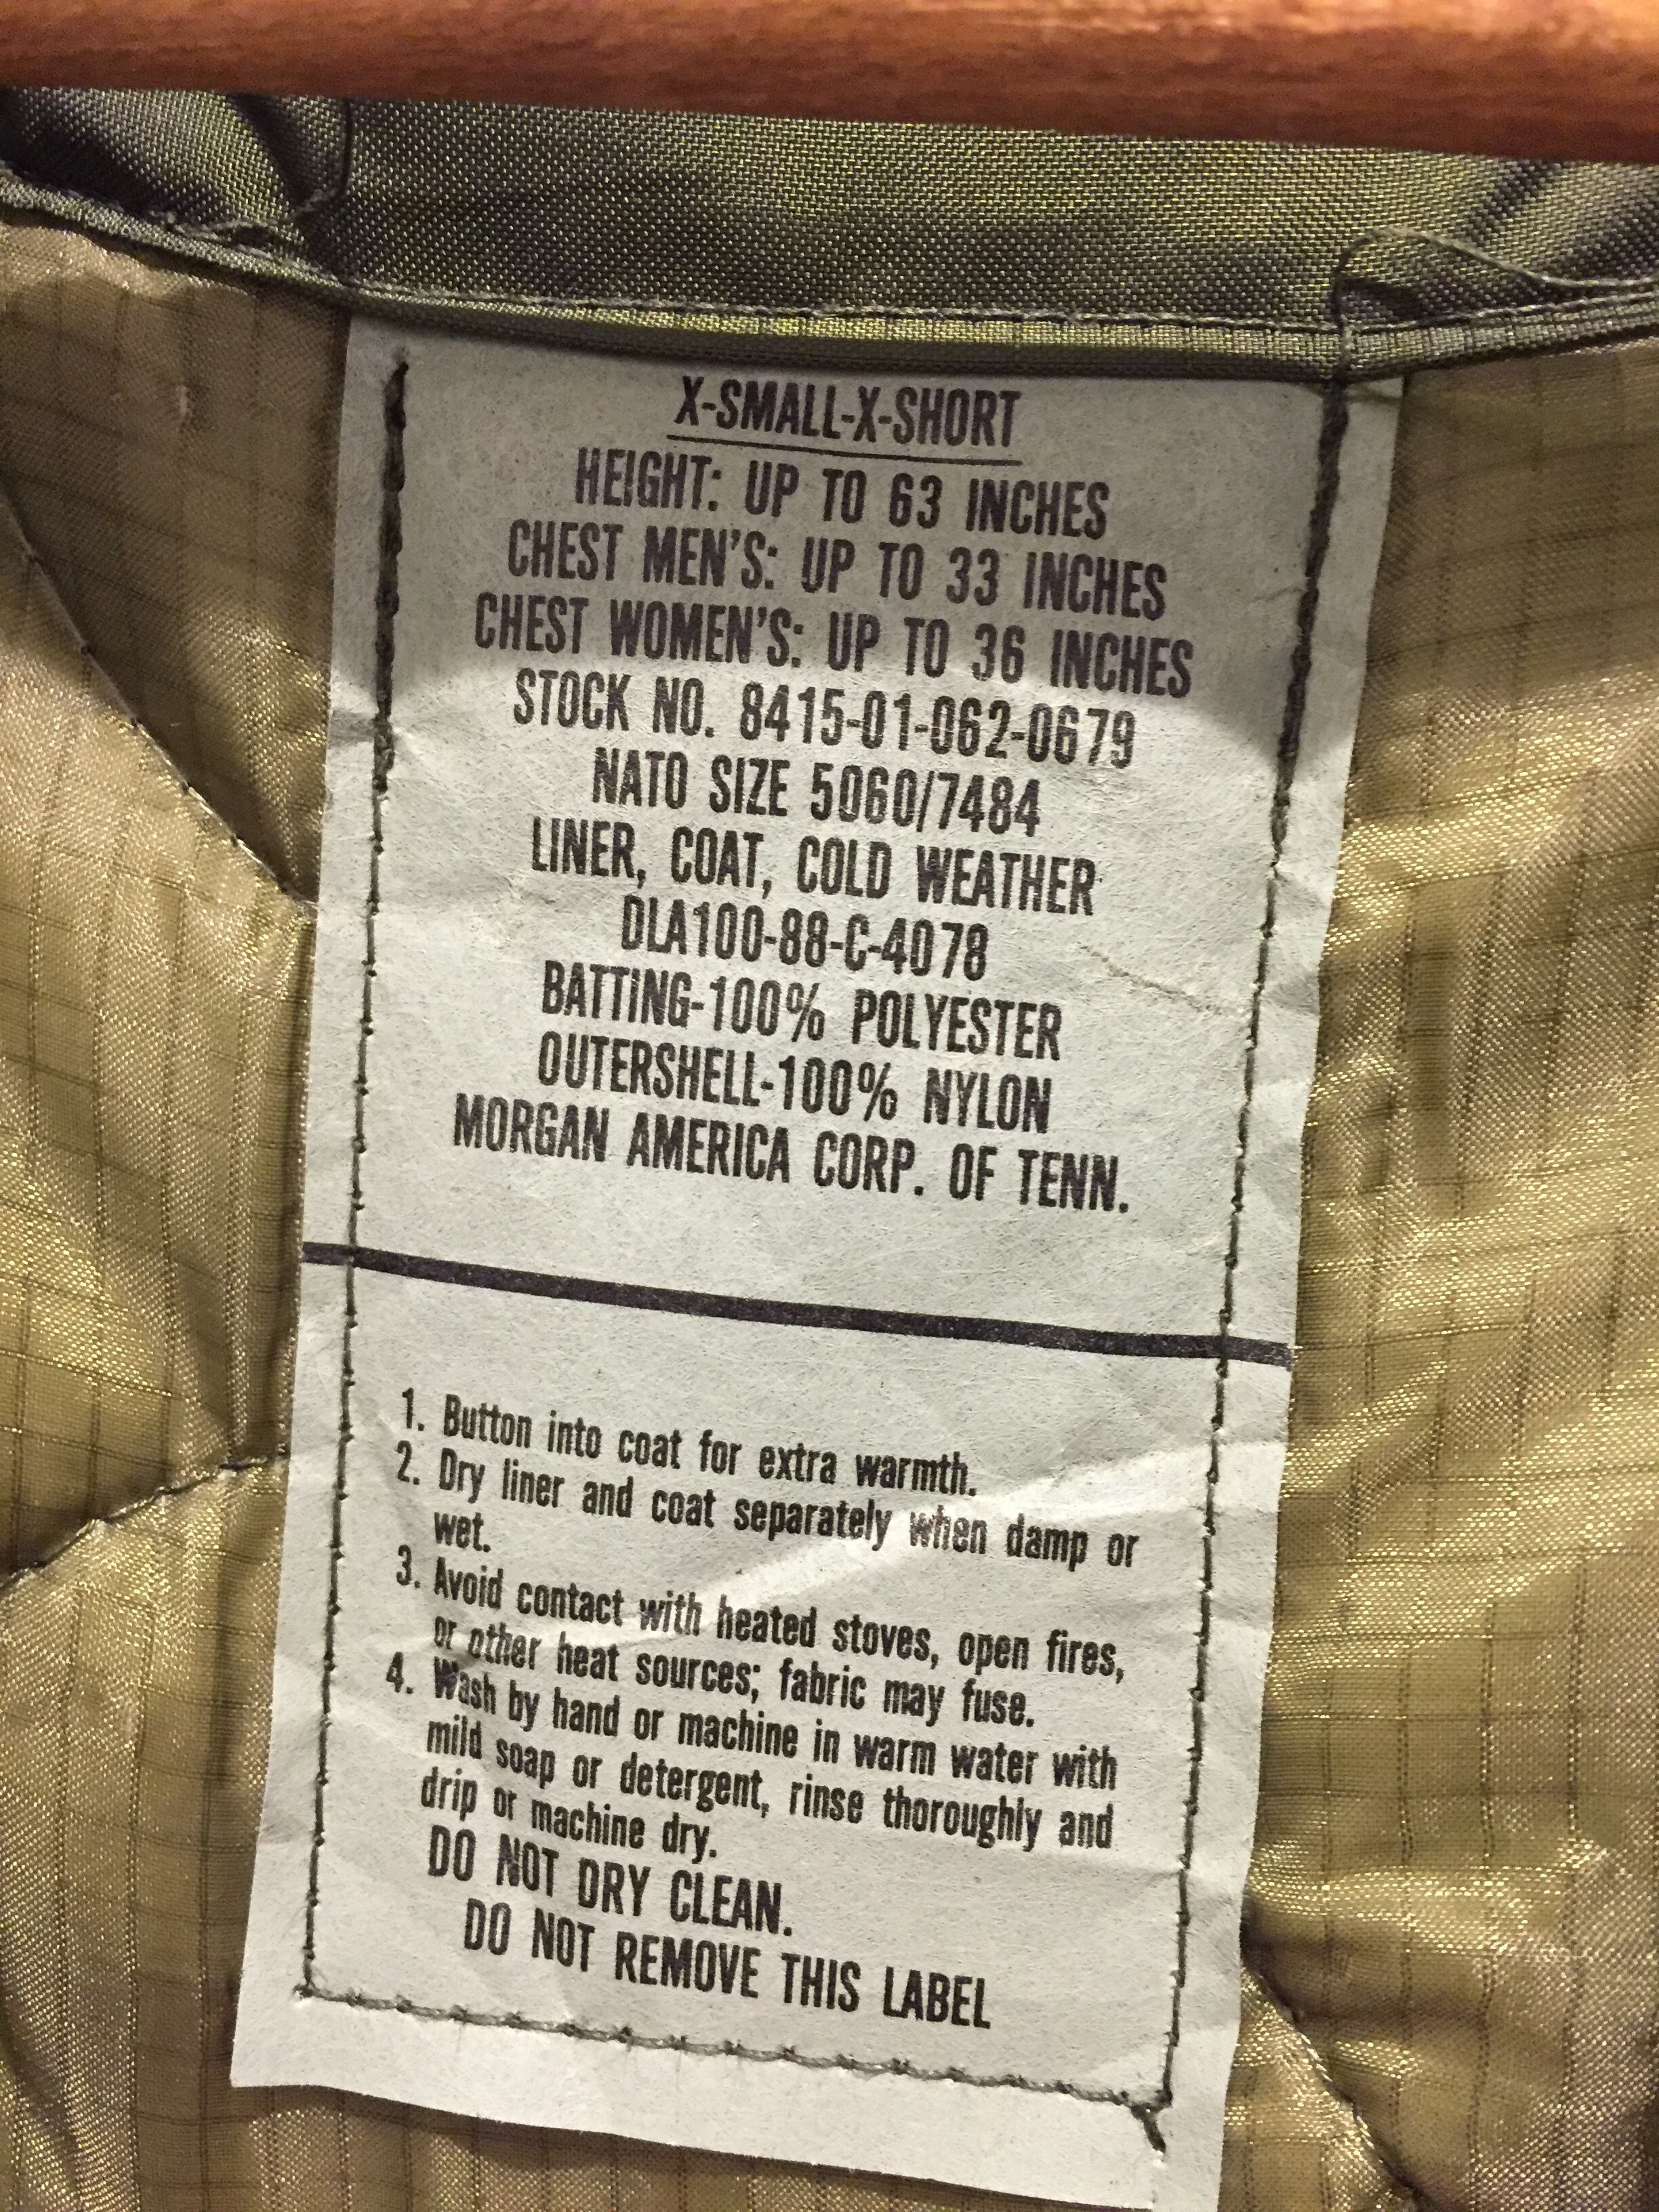 X-SMALL-X-SHORT
HEIGHT: UP TO 63 INCHES
CHEST MEN'S: UP TO 33 INCHES
CHEST WOMEN'S: UP TO 36 INCHES
STOCK NO. 8415-01-062-0679
NATO SIZE 5060/7484
LINER, COAT, COLD WEATHER
DLA100-88-C-4078
BATTING-100% POLYESTER
OUTERSHELL-100% NYLON
MORGAN AMERICA CORP. OF TENN.
1. Button into coat for extra warmth.
2. Dry liner and coat separately when damp or
wet.
3. Avoid contact with heated stoves, open fires,
or other heat sources; fabric may fuse.
4. Wash by hand or machine in warm water with
mild soap or detergent, rinse thoroughly and
drip or machine dry.
DO NOT DRY CLEAN.
DO NOT REMOVE THIS LABEL